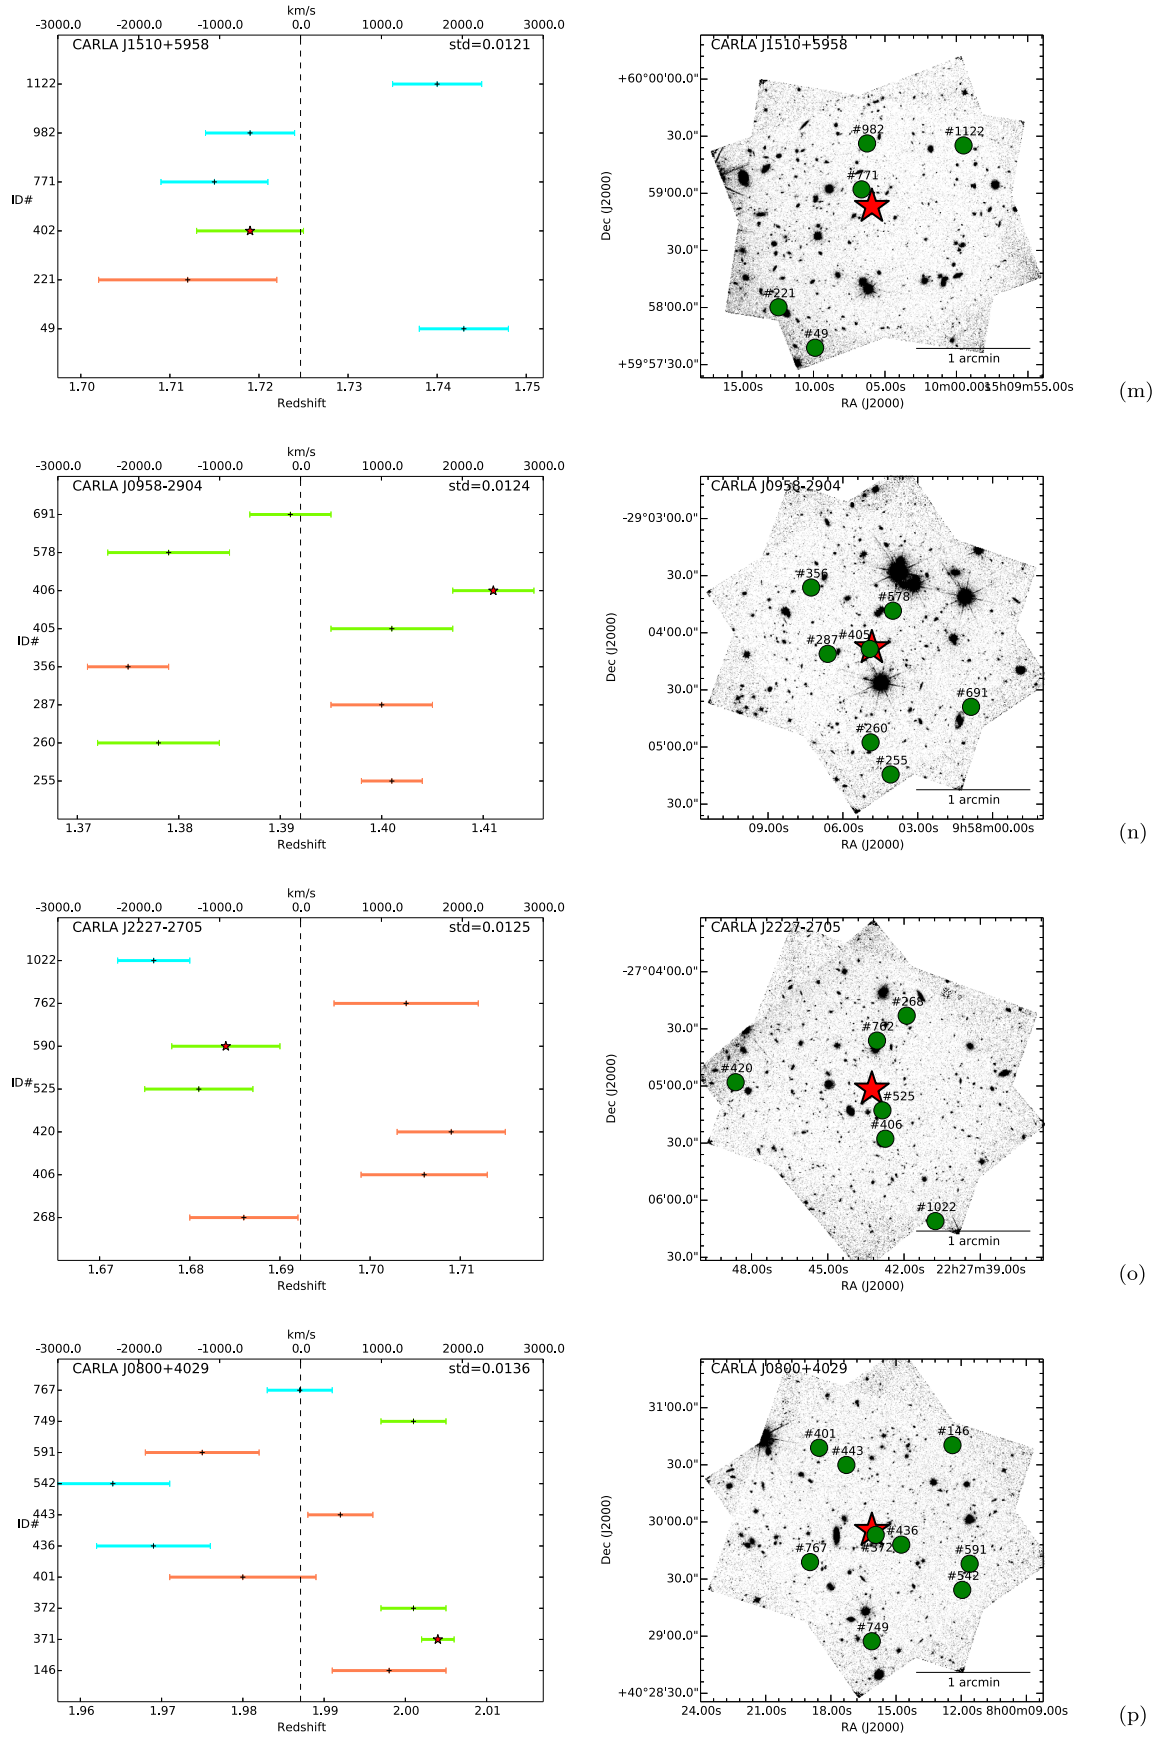 -3000.0 -2000.0 -1000.0 0.0 1000.0 2000.0 3000.0
km/s
CARLA J1510+5958 std=0.0121
1122
982
771
ID#
402
221
49
1.70 1.71 1.72 1.73 1.74 1.75
Redshift
CARLA J1510+5958
+60°00'00.0"
30.0"
59'00.0"
30.0"
58'00.0"
+59°57'30.0"
Dec (J2000)
#982
#1122
#771
#221
#49
1 arcmin
15.00s 10.00s 05.00s 10m00.00s 15h09m55.00s
RA (J2000)
(m)
-3000.0 -2000.0 -1000.0 0.0 1000.0 2000.0 3000.0
km/s
CARLA J0958-2904 std=0.0124
691
578
406
405
ID#
356
287
260
255
1.37 1.38 1.39 1.40 1.41
Redshift
CARLA J0958-2904
-29°03'00.0"
30.0"
04'00.0"
30.0"
05'00.0"
30.0"
Dec (J2000)
#356
#578
#287
#405
#691
#260
#255
1 arcmin
09.00s 06.00s 03.00s 9h58m00.00s
RA (J2000)
(n)
-3000.0 -2000.0 -1000.0 0.0 1000.0 2000.0 3000.0
km/s
CARLA J2227-2705 std=0.0125
1022
762
590
ID#
525
420
406
268
1.67 1.68 1.69 1.70 1.71
Redshift
CARLA J2227-2705
-27°04'00.0"
30.0"
05'00.0"
30.0"
06'00.0"
30.0"
Dec (J2000)
#268
#762
#420
#525
#406
#1022
1 arcmin
48.00s 45.00s 42.00s 22h27m39.00s
RA (J2000)
(o)
-3000.0 -2000.0 -1000.0 0.0 1000.0 2000.0 3000.0
km/s
CARLA J0800+4029 std=0.0136
767
749
591
542
443
ID#
436
401
372
371
146
1.96 1.97 1.98 1.99 2.00 2.01
Redshift
CARLA J0800+4029
31'00.0"
30.0"
30'00.0"
30.0"
29'00.0"
+40°28'30.0"
Dec (J2000)
#401
#146
#443
#436
#372
#767
#591
#542
#749
1 arcmin
24.00s 21.00s 18.00s 15.00s 12.00s 8h00m09.00s
RA (J2000)
(p)